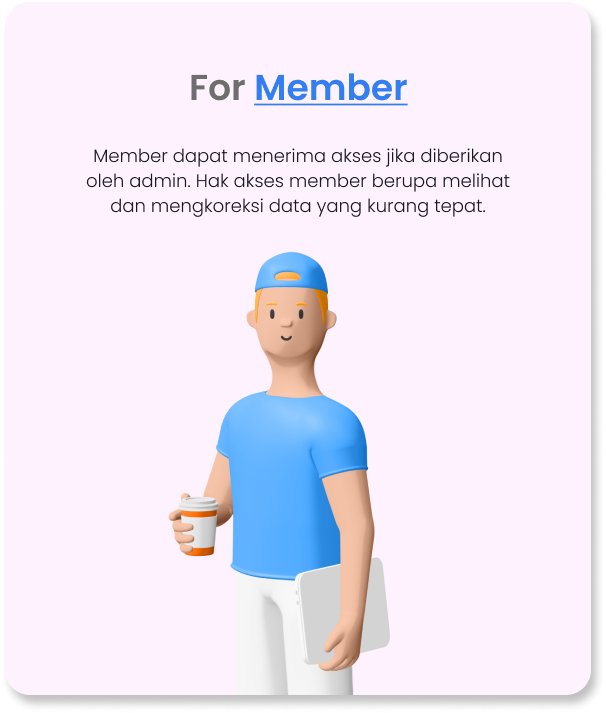 For Member
Member dapat menerima akses jika diberikan
oleh admin. Hak akses member berupa melihat
dan mengkoreksi data yang kurang tepat.